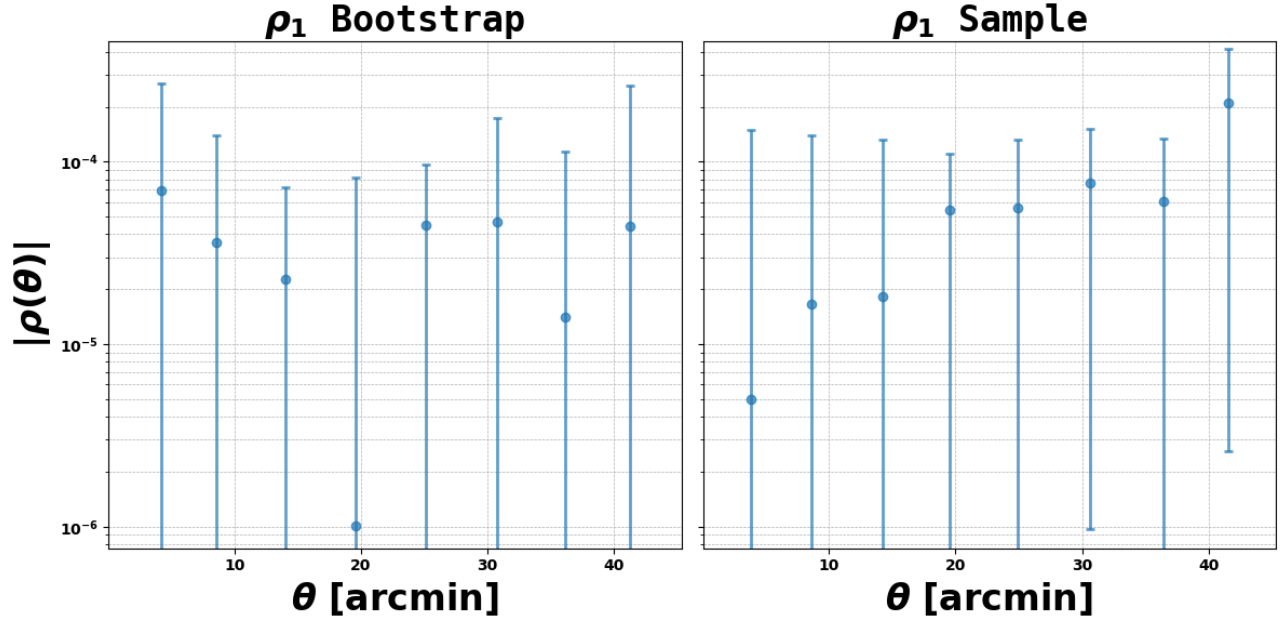 ρ₁ Bootstrap
ρ₁ Sample
|ρ(θ)|
10⁻⁴
10⁻⁵
10⁻⁶
10 20 30 40
10 20 30 40
θ [arcmin]
θ [arcmin]